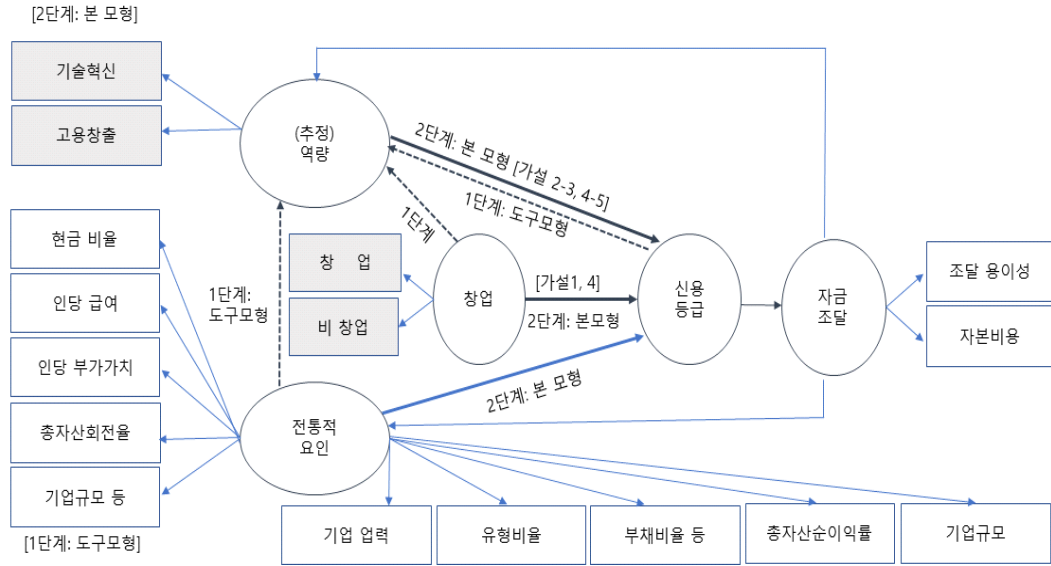 [2단계: 본 모형]
기술혁신
고용창출
(추정)
역량
2단계: 본 모형 [가설 2-3, 4-5]
1단계: 도구모형
1단계
현금 비율
인당 급여
인당 부가가치
총자산회전율
기업규모 등
[1단계: 도구모형]
1단계:
도구모형
창 업
비 창업
창업
[가설1, 4]
2단계: 본모형
신용
등급
자금
조달
조달 용이성
자본비용
2단계: 본 모형
전통적
요인
기업 업력
유형비율
부채비율 등
총자산순이익률
기업규모